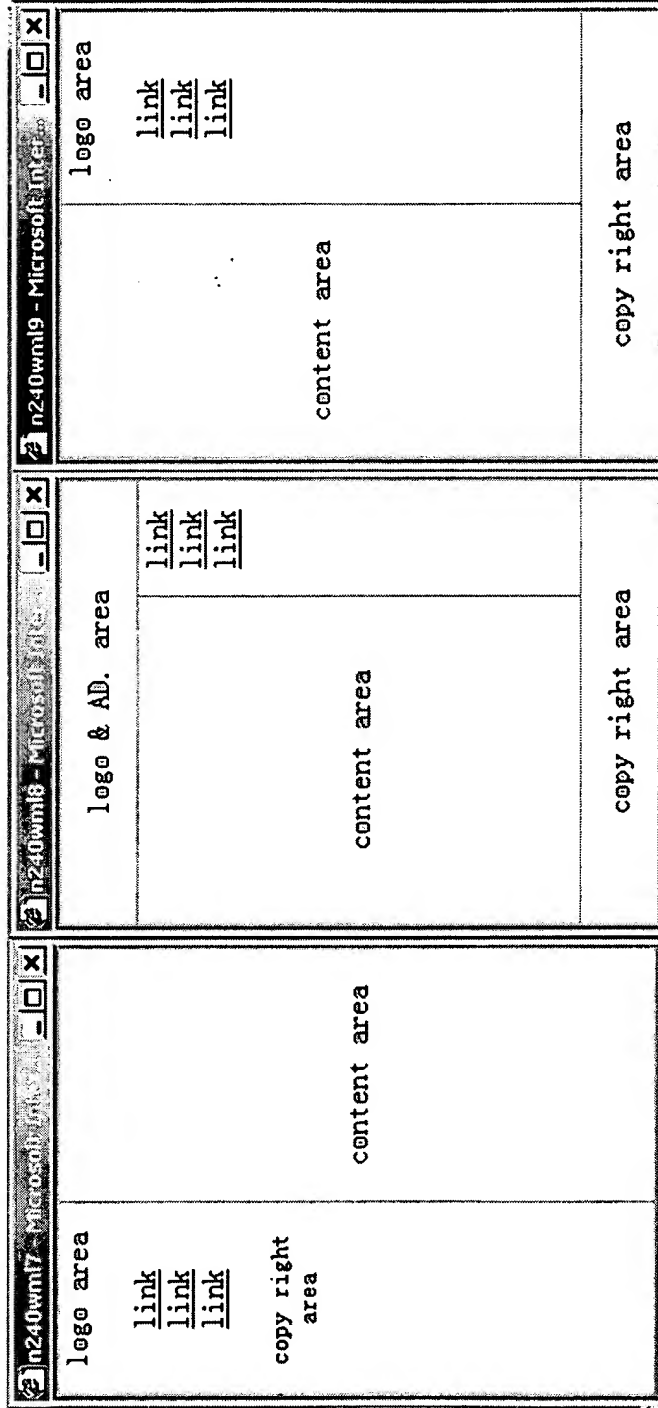 n240wml7 - Microsoft
logo area
link
link
link
copy right
area
content area
n240wml8 - Microsoft
logo & AD. area
link
link
link
content area
copy right area
n240wml9 - Microsoft Inter...
logo area
link
link
link
content area
copy right area